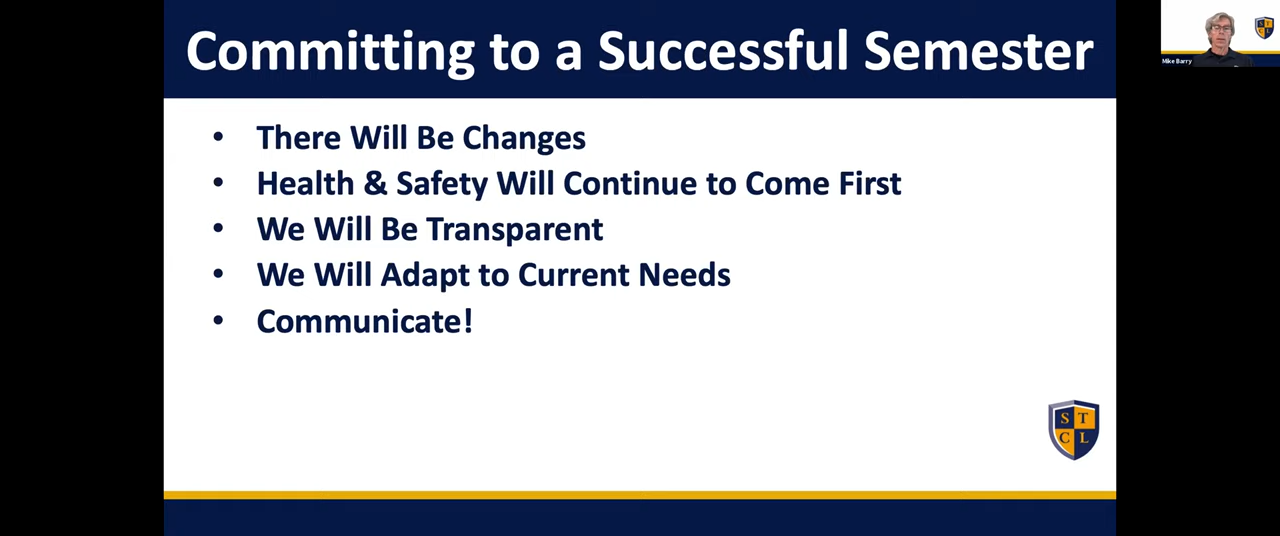 Committing to a Successful Semester
• There Will Be Changes
• Health & Safety Will Continue to Come First
• We Will Be Transparent
• We Will Adapt to Current Needs
• Communicate!
S T
C L
Mike Barry
S T
C L